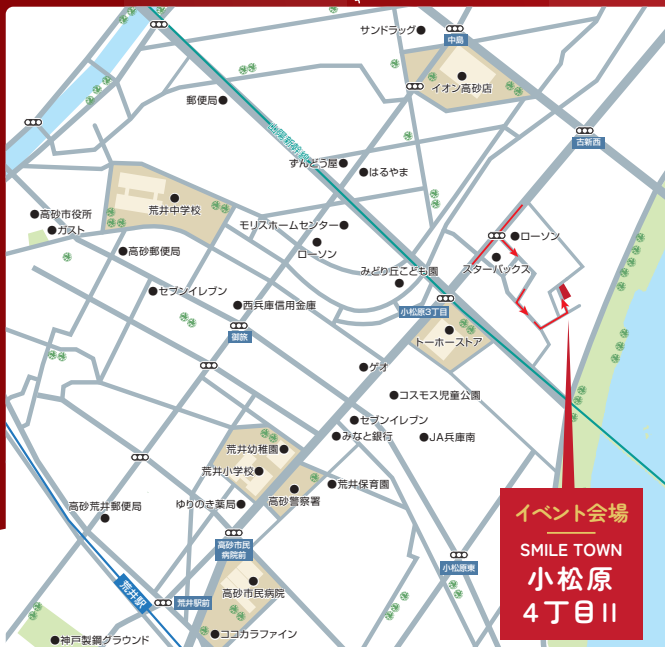 サンドラッグ
中島
イオン高砂店
郵便局
古新西
山陽新幹線
ずんどう屋
はるやま
荒井中学校
高砂市役所
ガスト
モリスホームセンター
ローソン
ローソン
高砂郵便局
スターバックス
みどり丘こども園
セブンイレブン
西兵庫信用金庫
小松原3丁目
御旅
トーホーストア
ゲオ
コスモス児童公園
セブンイレブン
みなと銀行
JA兵庫南
荒井幼稚園
荒井小学校
荒井保育園
高砂荒井郵便局
ゆりのき薬局
高砂警察署
高砂市民
病院前
小松原東
荒井駅
荒井駅前
高砂市民病院
ココカラファイン
神戸製鋼グラウンド
イベント会場
SMILE TOWN
小松原
4丁目II